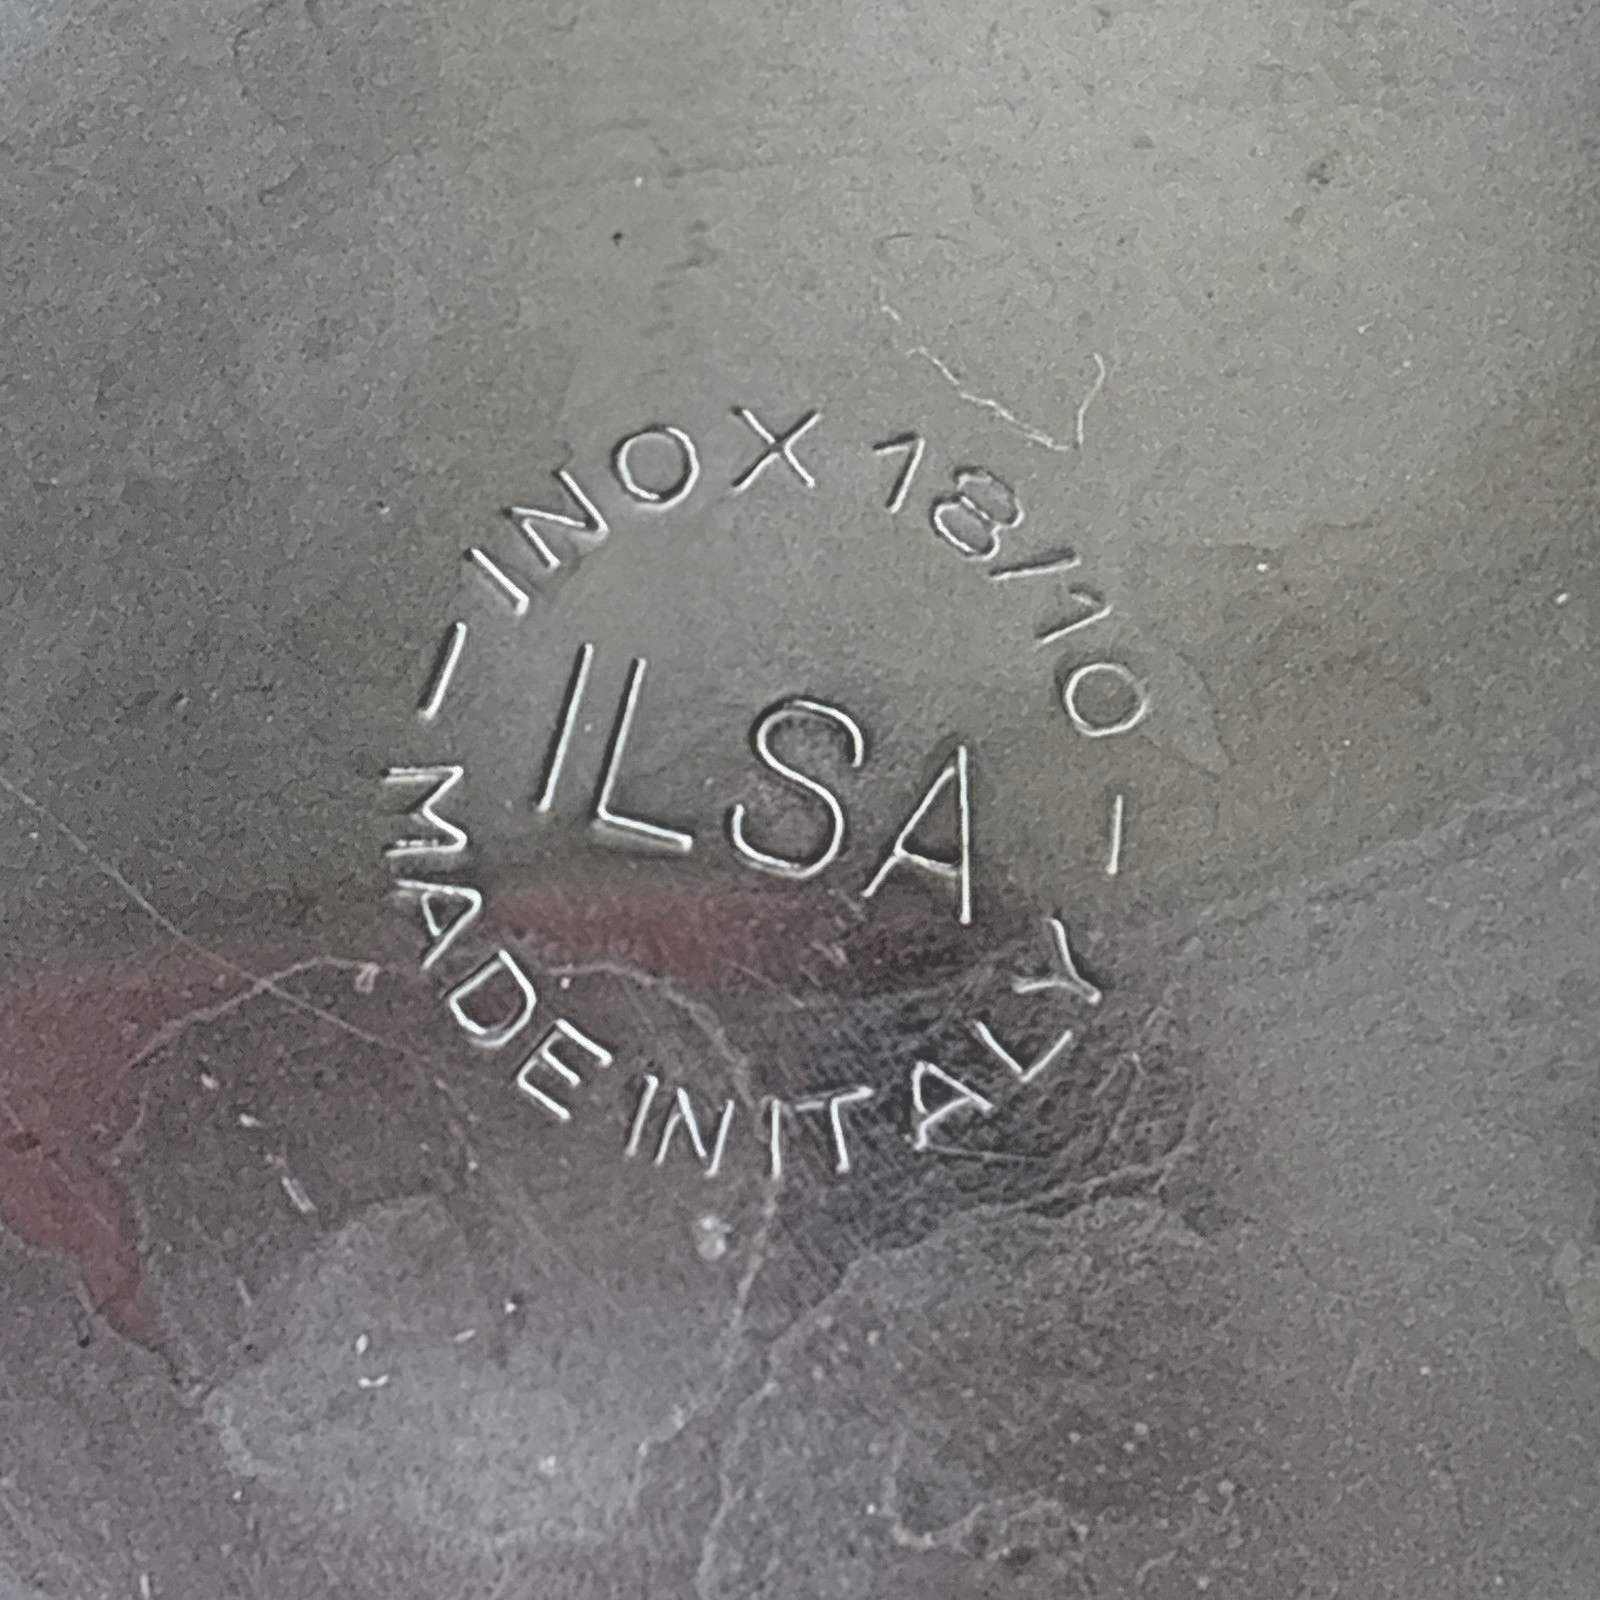 — INOX 18/10 —
ILSA
MADE IN ITALY